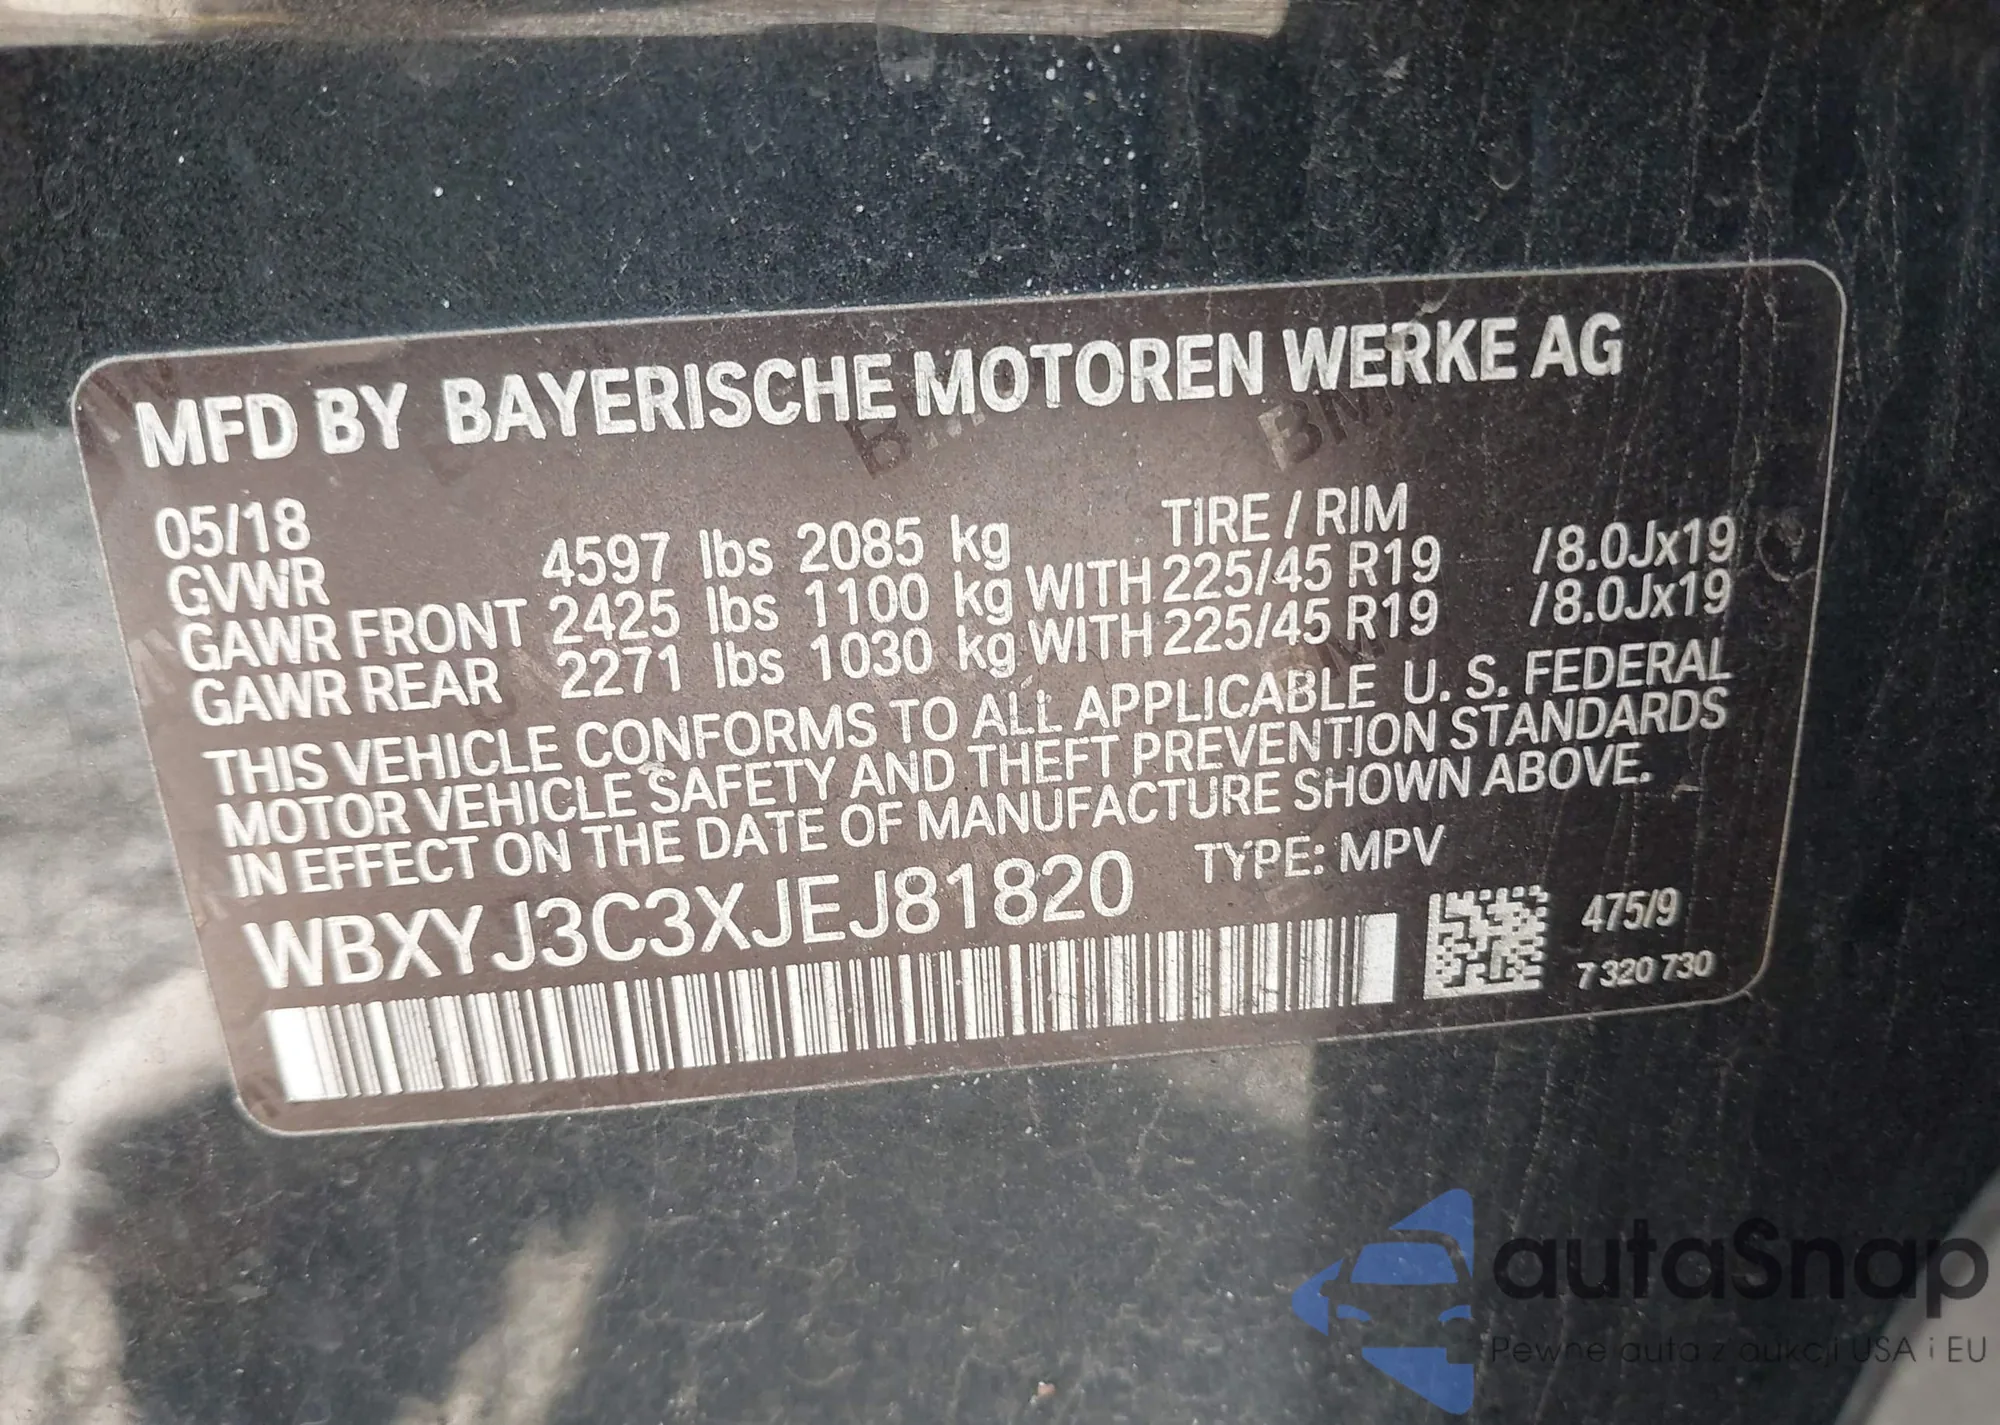 MFD BY BAYERISCHE MOTOREN WERKE AG
05/18 TIRE / RIM
GVWR 4597 lbs 2085 kg
GAWR FRONT 2425 lbs 1100 kg WITH 225/45 R19 /8.0Jx19
GAWR REAR 2271 lbs 1030 kg WITH 225/45 R19 /8.0Jx19
THIS VEHICLE CONFORMS TO ALL APPLICABLE U. S. FEDERAL
MOTOR VEHICLE SAFETY AND THEFT PREVENTION STANDARDS
IN EFFECT ON THE DATE OF MANUFACTURE SHOWN ABOVE.
WBXYJ3C3XJEJ81820 TYPE: MPV
475/9
7 320 730
autaSnap
Pewne auta z aukcji USA i EU